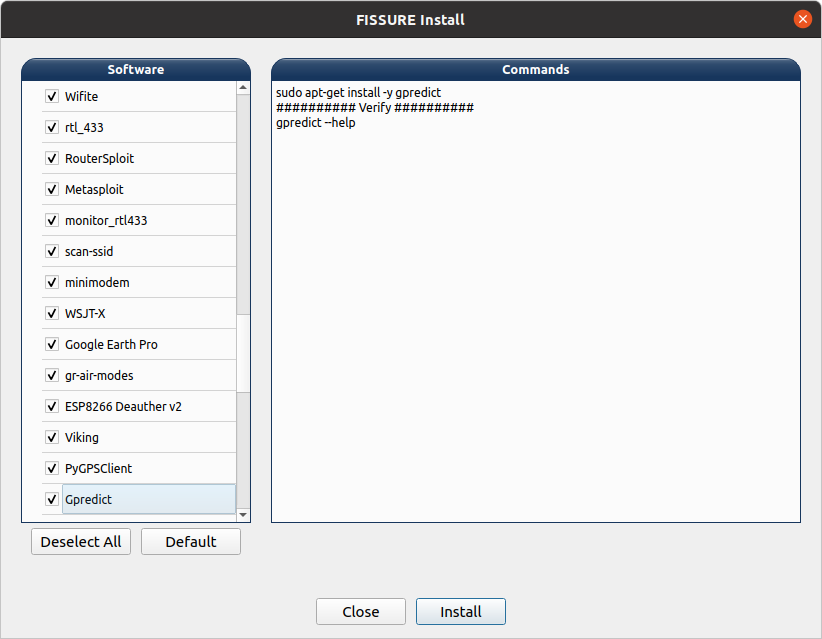 FISSURE Install
Software
Wifite
rtl_433
RouterSploit
Metasploit
monitor_rtl433
scan-ssid
minimodem
WSJT-X
Google Earth Pro
gr-air-modes
ESP8266 Deauther v2
Viking
PyGPSClient
Gpredict
Deselect All
Default
Commands
sudo apt-get install -y gpredict
########## Verify ##########
gpredict --help
Close
Install